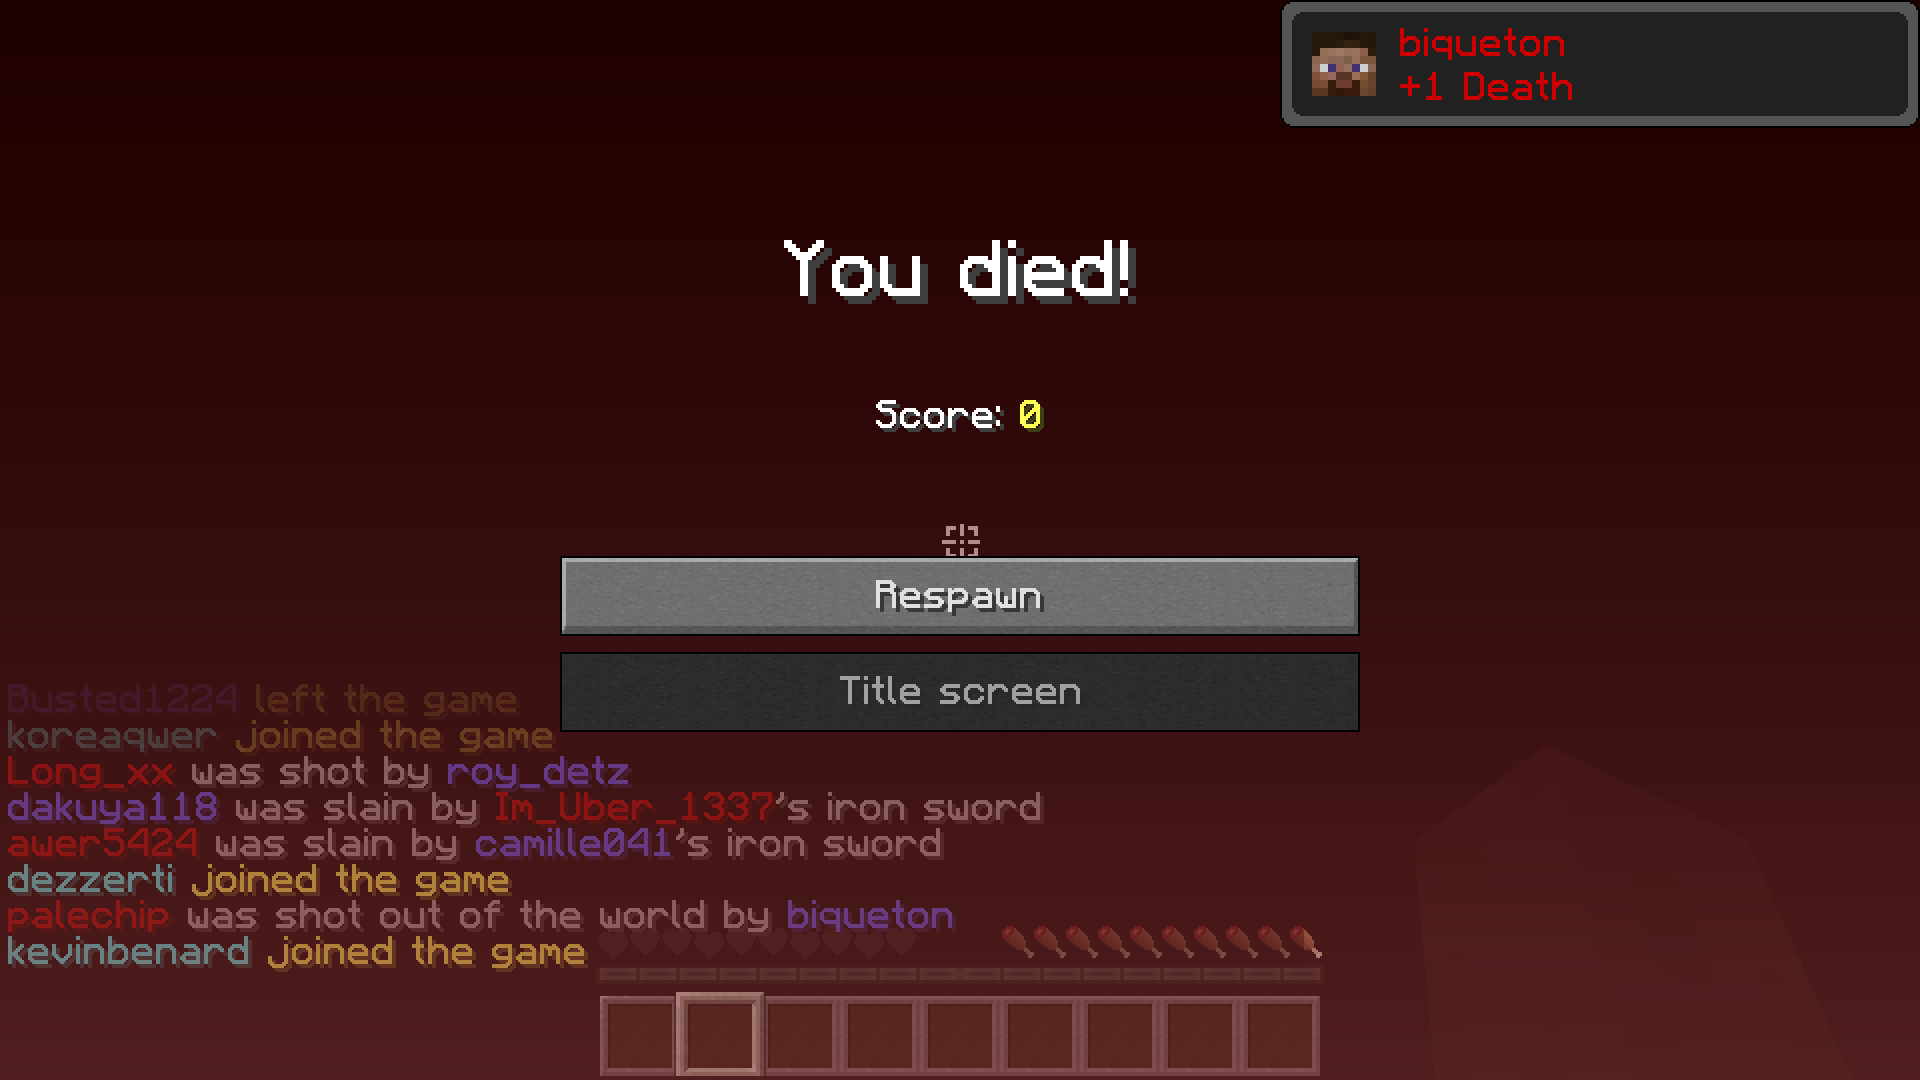 biqueton
+1 Death
You died!
Score: 0
Respawn
Title screen
Busted1224 left the game
koreaqwer joined the game
Long_xx was shot by roy_detz
dakuya118 was slain by Im_Uber_1337's iron sword
awer5424 was slain by camille041's iron sword
dezzerti joined the game
palechip was shot out of the world by biqueton
kevinbenard joined the game